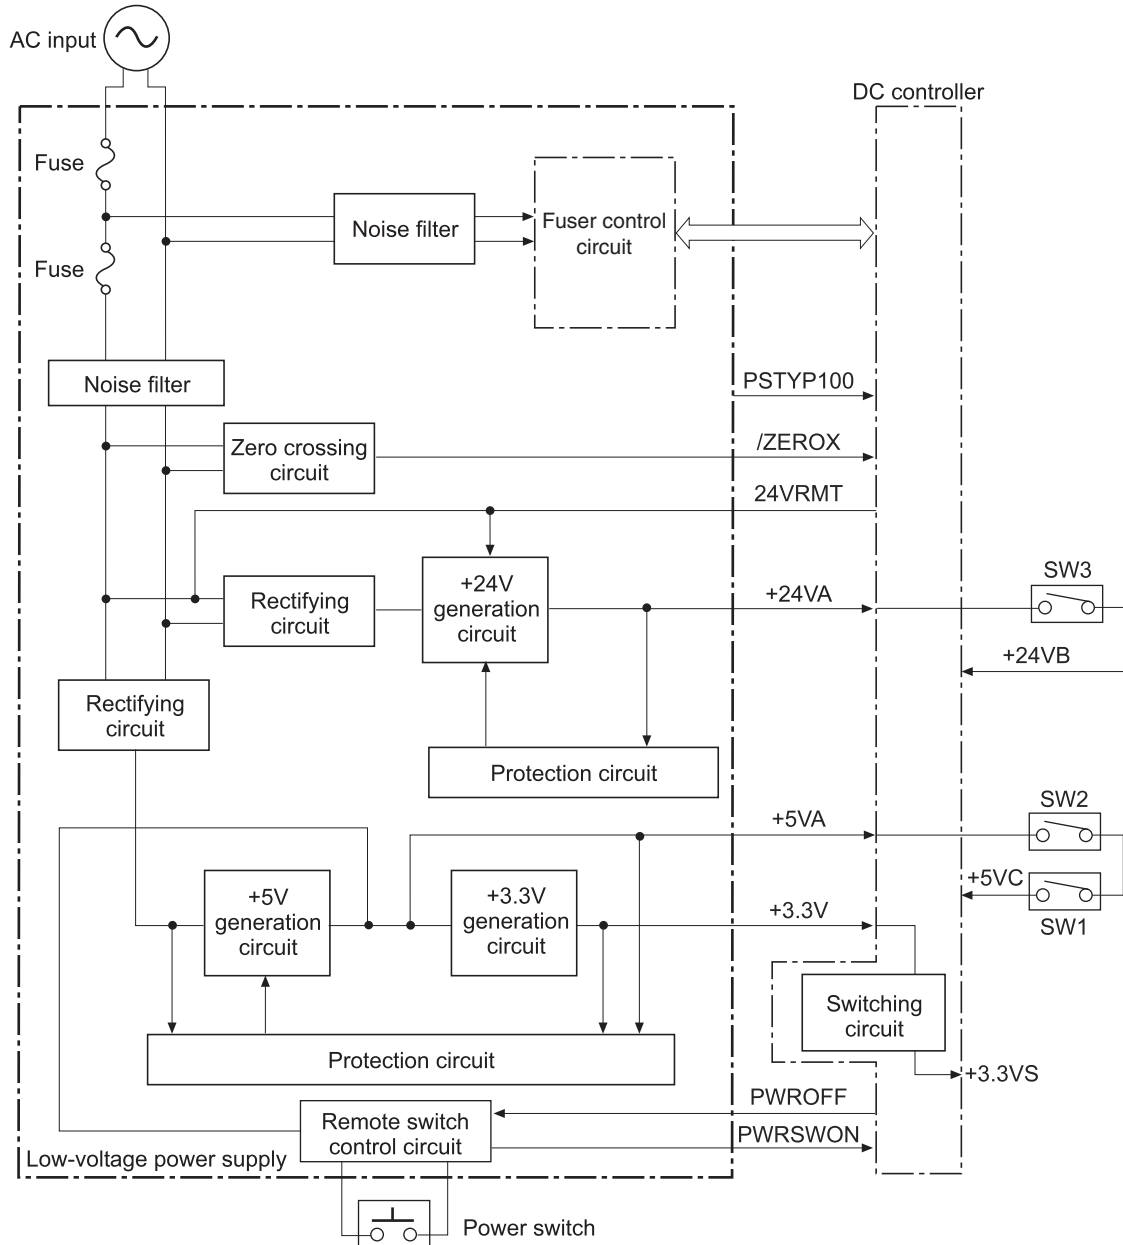 AC input
DC controller
Fuse
Noise filter
Fuser control
circuit
Fuse
Noise filter
PSTYP100
Zero crossing
circuit
/ZEROX
24VRMT
Rectifying
circuit
+24V
generation
circuit
+24VA
SW3
+24VB
Rectifying
circuit
Protection circuit
+5VA
SW2
+5V
generation
circuit
+3.3V
generation
circuit
+3.3V
+5VC
SW1
Switching
circuit
Protection circuit
+3.3VS
PWROFF
Remote switch
control circuit
PWRSWON
Low-voltage power supply
Power switch